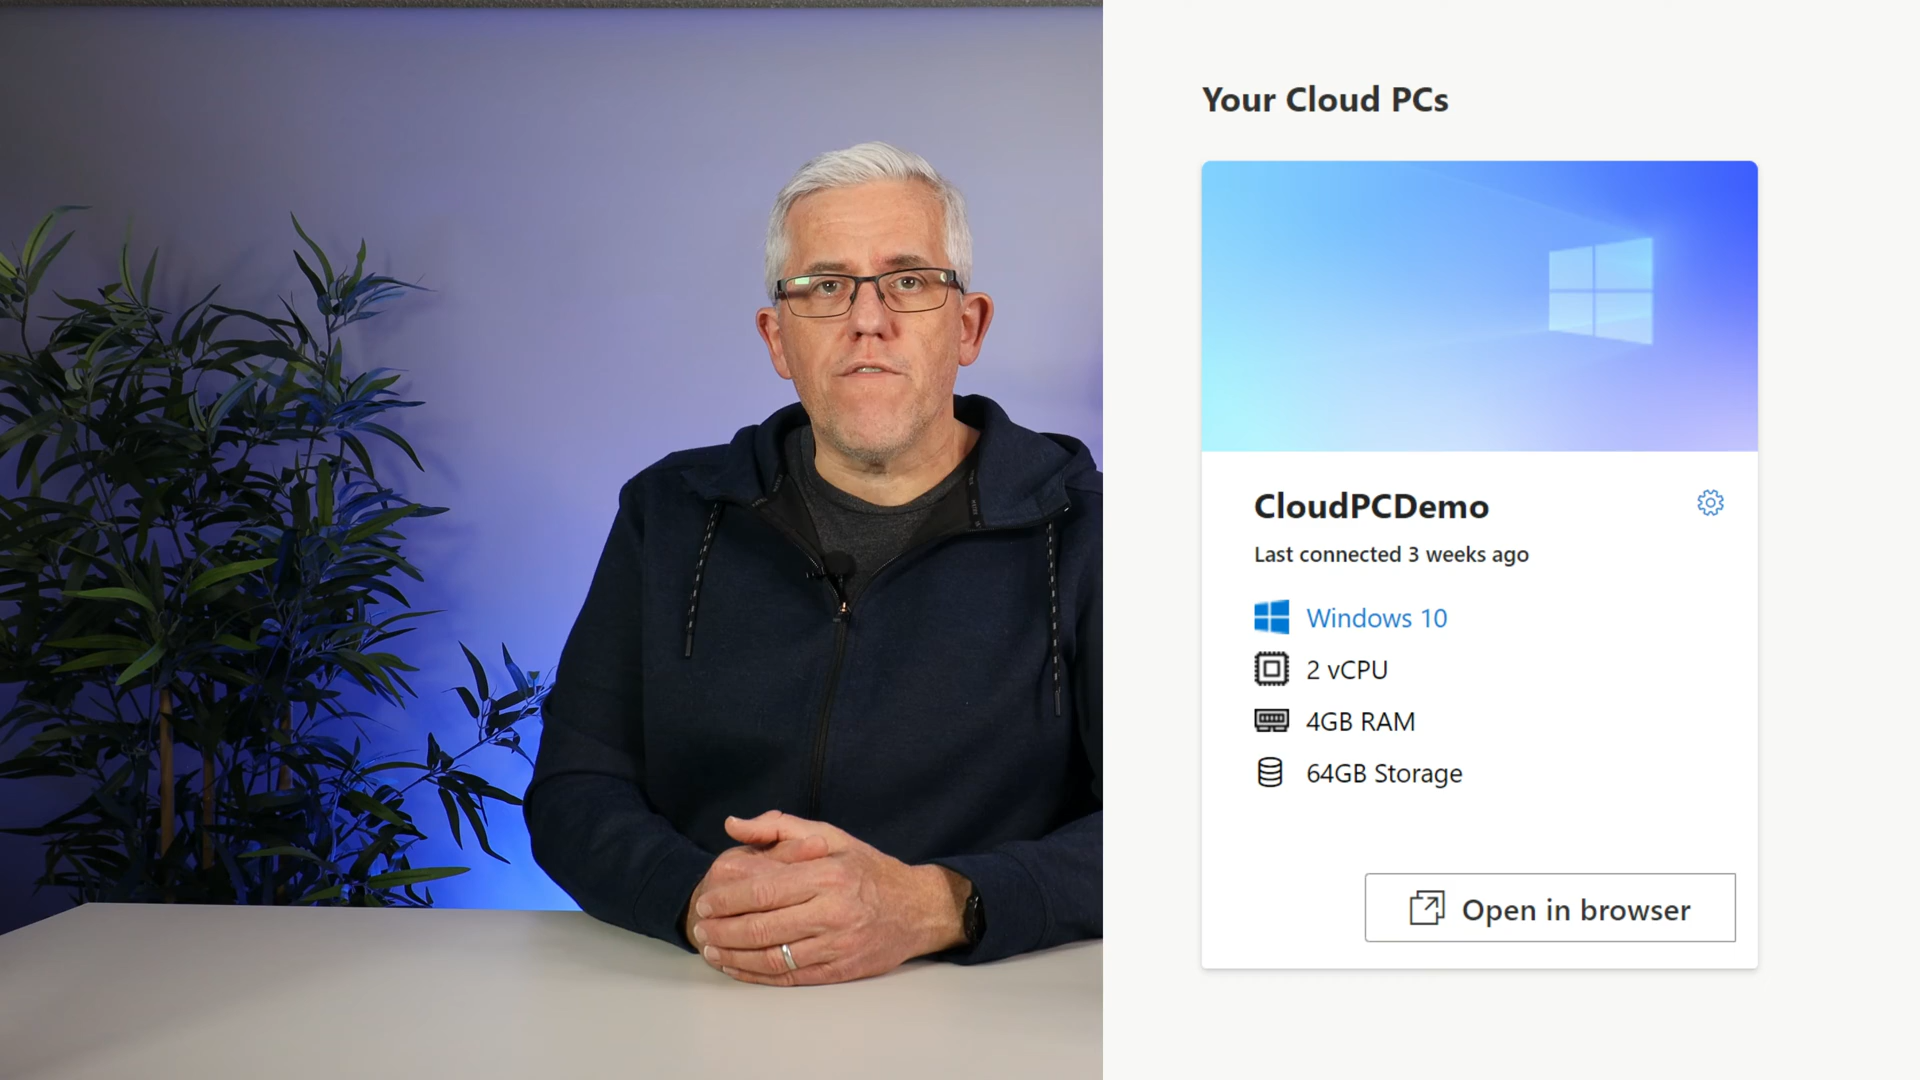 Your Cloud PCs
CloudPCDemo
Last connected 3 weeks ago
Windows 10
2 vCPU
4GB RAM
64GB Storage
Open in browser